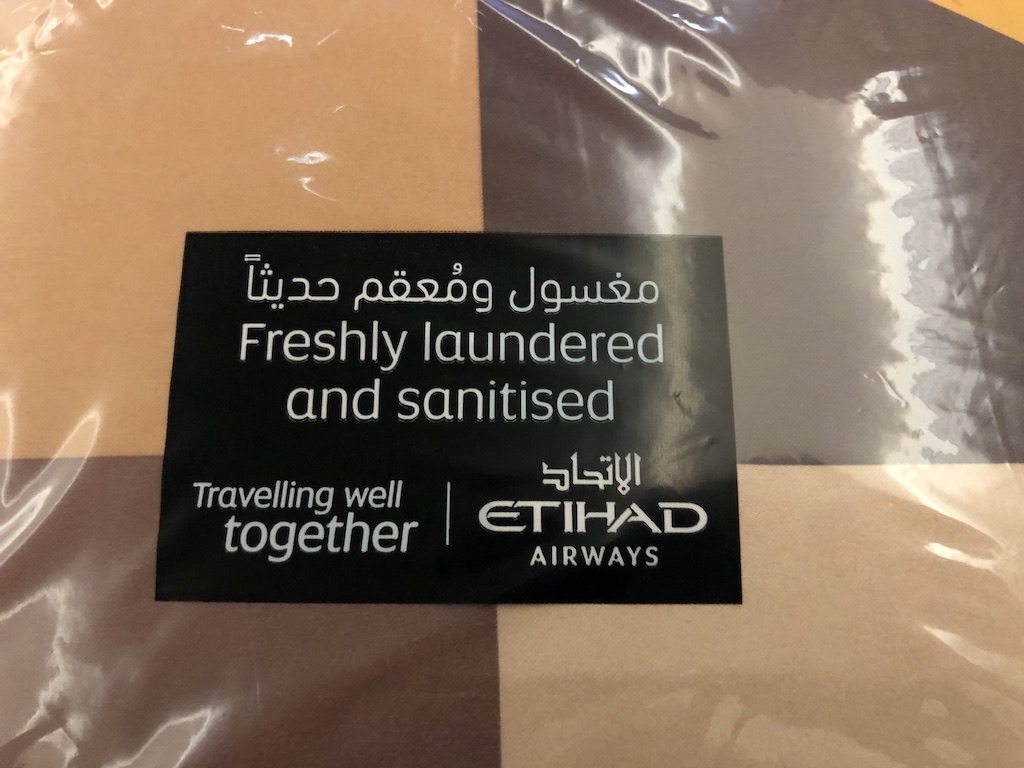 مغسول ومُعقم حديثاً
Freshly laundered
and sanitised
Travelling well
together
الاتحاد
ETIHAD
AIRWAYS